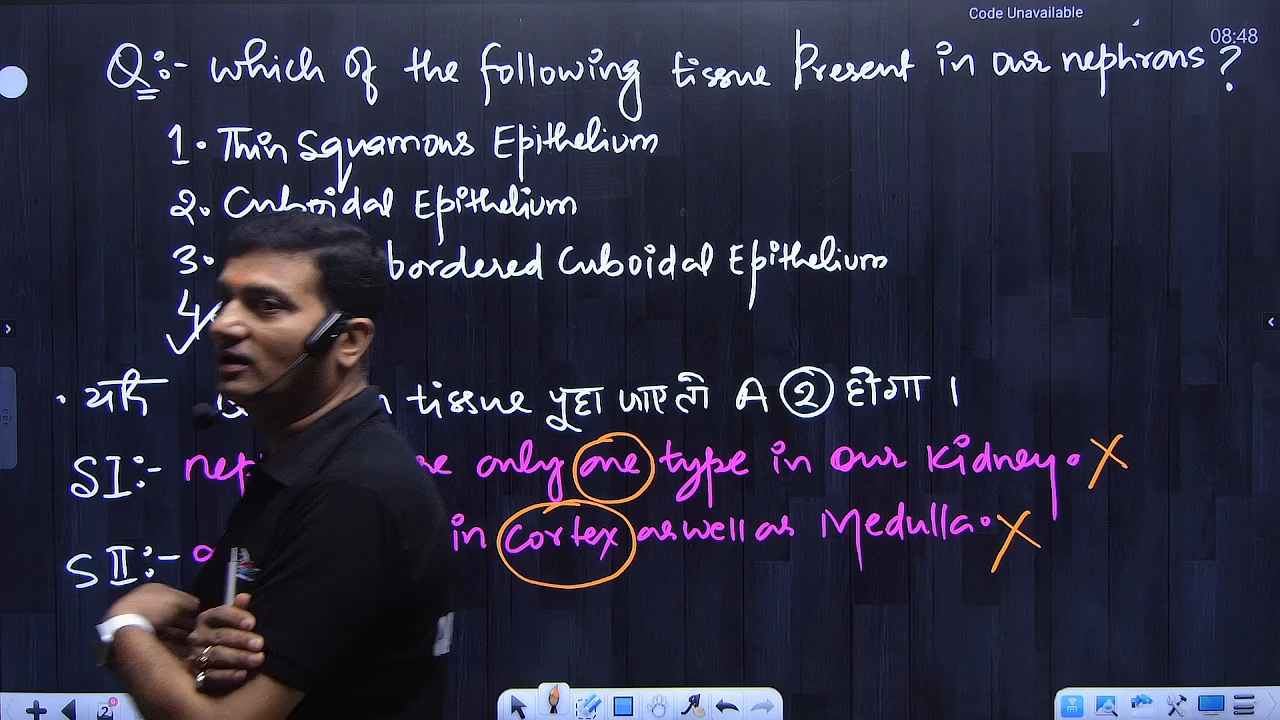 Code Unavailable
08:48
Q:- which of the following tissue Present in our nephrons?
1. Thin Squamous Epithelium
2. Cuboidal Epithelium
3. bordered Cuboidal Epithelium
4.
• यदि tissue पूछा जाए तो A ② होगा ।
SI:- only one type in our kidney. X
SII:- in cortex as well as Medulla. X